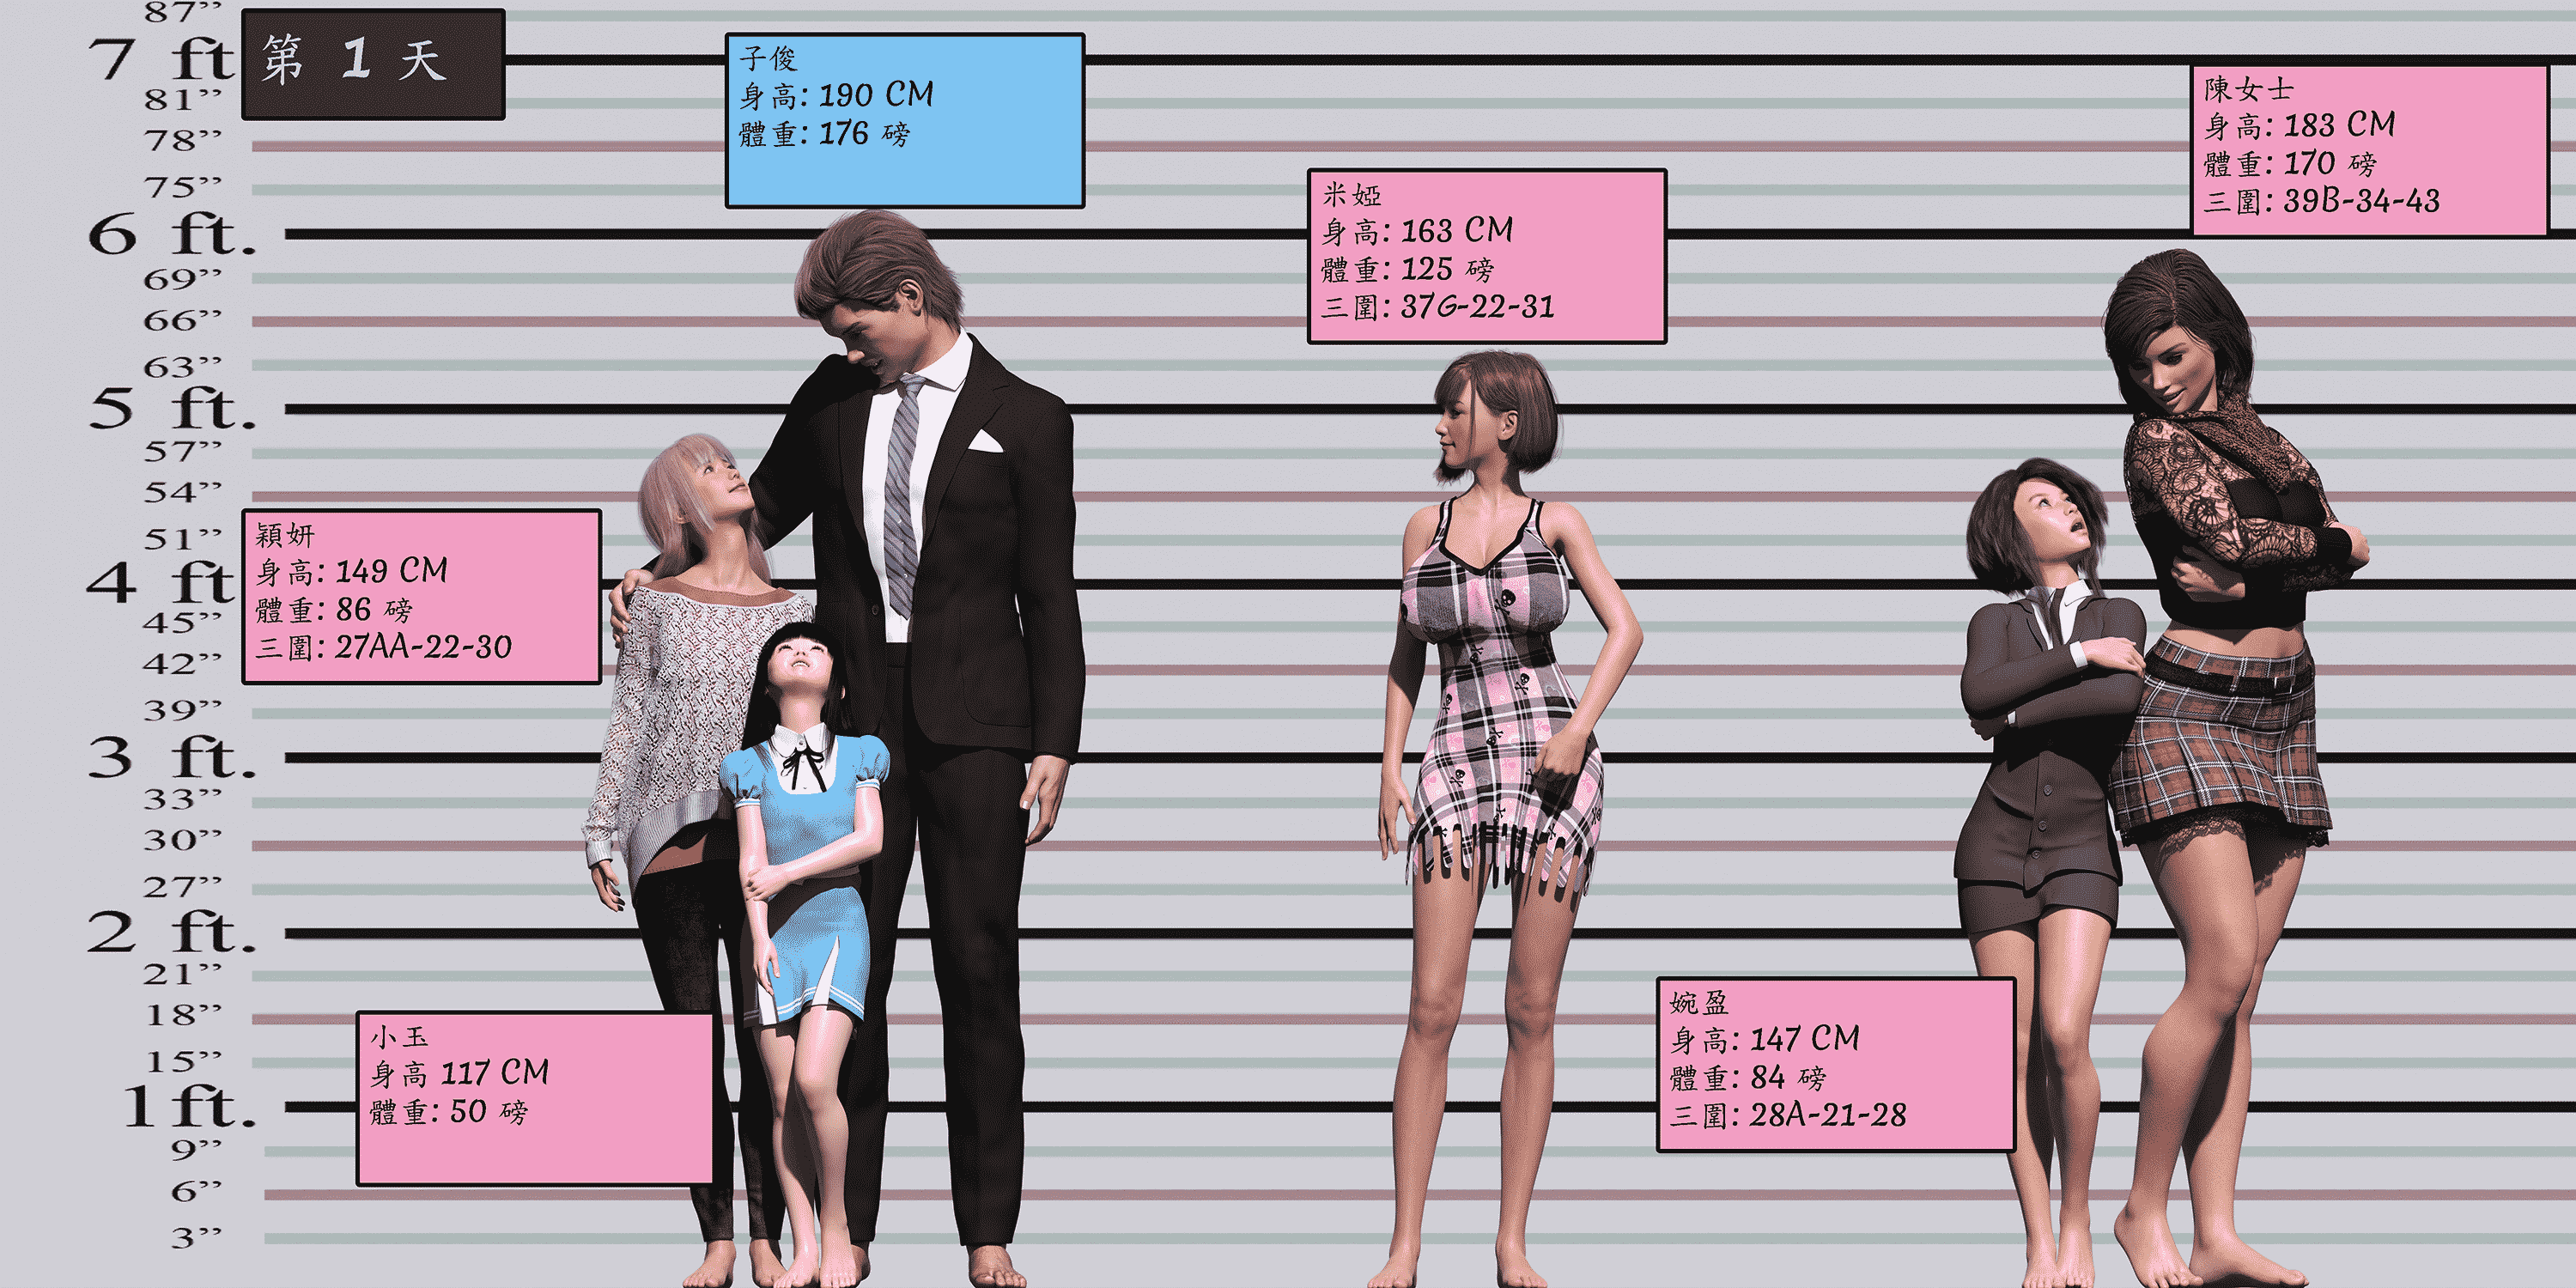 87”
7 ft
81”
78”
75”
6 ft.
69”
66”
63”
5 ft.
57”
54”
51”
4 ft
45”
42”
39”
3 ft.
33”
30”
27”
2 ft.
21”
18”
15”
1 ft.
9”
6”
3”
第 1 天
子俊
身高: 190 CM
體重: 176 磅
陳女士
身高: 183 CM
體重: 170 磅
三圍: 39B-34-43
米婭
身高: 163 CM
體重: 125 磅
三圍: 37G-22-31
穎妍
身高: 149 CM
體重: 86 磅
三圍: 27AA-22-30
婉盈
身高: 147 CM
體重: 84 磅
三圍: 28A-21-28
小玉
身高 117 CM
體重: 50 磅